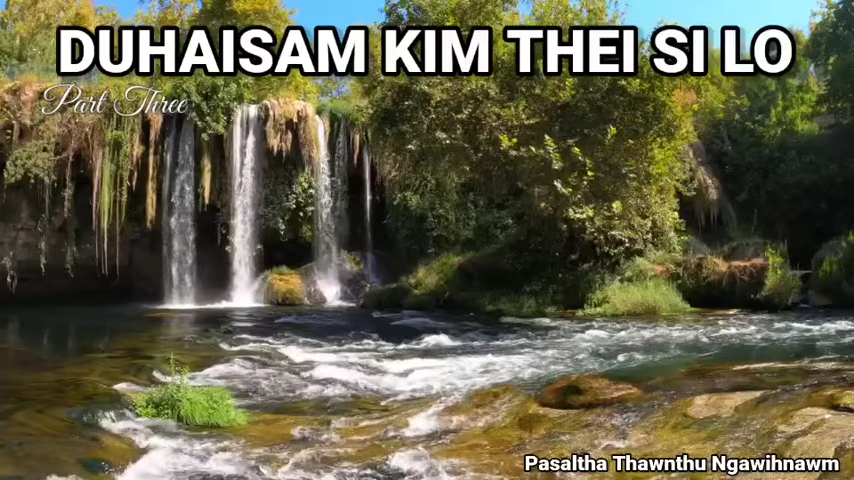 DUHAISAM KIM THEI SI LO
Part Three
Pasaltha Thawnthu Ngawihnawm